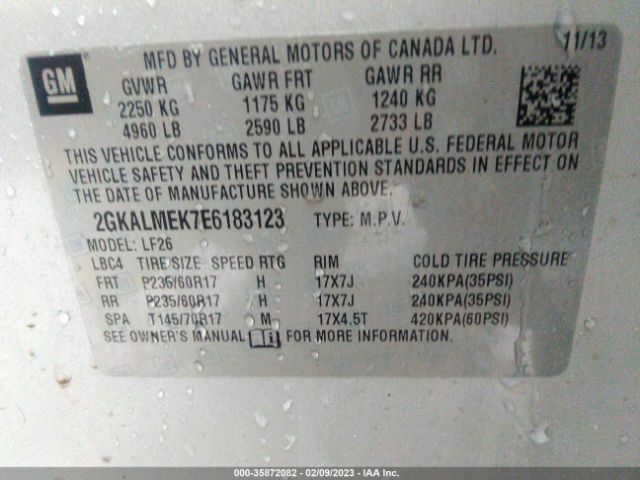 GM
MFD BY GENERAL MOTORS OF CANADA LTD.
11/13
GVWR GAWR FRT GAWR RR
2250 KG 1175 KG 1240 KG
4960 LB 2590 LB 2733 LB
THIS VEHICLE CONFORMS TO ALL APPLICABLE U.S. FEDERAL MOTOR
VEHICLE SAFETY AND THEFT PREVENTION STANDARDS IN EFFECT ON
THE DATE OF MANUFACTURE SHOWN ABOVE.
2GKALMEK7E6183123 TYPE: M.P.V.
MODEL: LF26
LBC4 TIRE SIZE SPEED RTG RIM COLD TIRE PRESSURE
FRT P235/60R17 H 17X7J 240KPA(35PSI)
RR P235/60R17 H 17X7J 240KPA(35PSI)
SPA T145/70R17 M 17X4.5T 420KPA(60PSI)
SEE OWNER'S MANUAL FOR MORE INFORMATION.
000-35872082 - 02/09/2023 - IAA Inc.